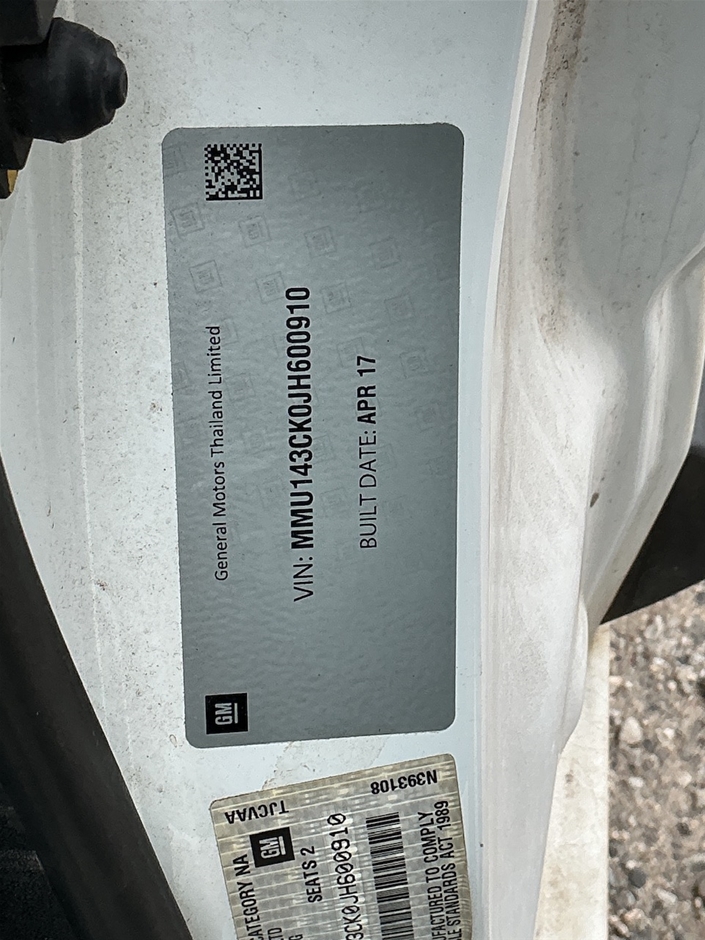 General Motors Thailand Limited
VIN: MMU143CK0JH600910
BUILT DATE: APR 17
GM
TJCVAA
N393108
CATEGORY NA
GM
SEATS 2
3CK0JH600910
TO COMPLY
STANDARDS ACT 1989